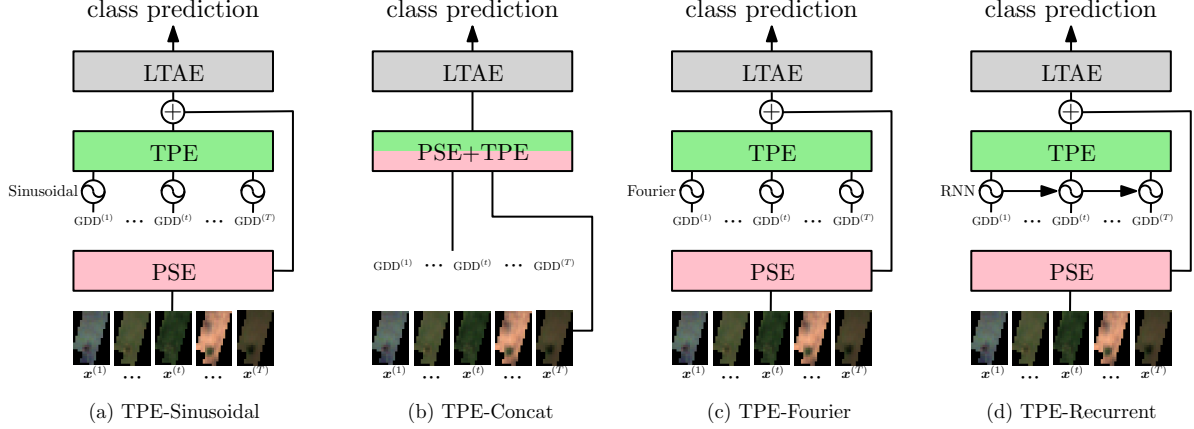 class prediction
LTAE
+
TPE
Sinusoidal
GDD^(1) ... GDD^(t) ... GDD^(T)
PSE
x^(1) ... x^(t) ... x^(T)
(a) TPE-Sinusoidal
class prediction
LTAE
PSE+TPE
GDD^(1) ... GDD^(t) ... GDD^(T)
x^(1) ... x^(t) ... x^(T)
(b) TPE-Concat
class prediction
LTAE
+
TPE
Fourier
GDD^(1) ... GDD^(t) ... GDD^(T)
PSE
x^(1) ... x^(t) ... x^(T)
(c) TPE-Fourier
class prediction
LTAE
+
TPE
RNN
GDD^(1) ... GDD^(t) ... GDD^(T)
PSE
x^(1) ... x^(t) ... x^(T)
(d) TPE-Recurrent